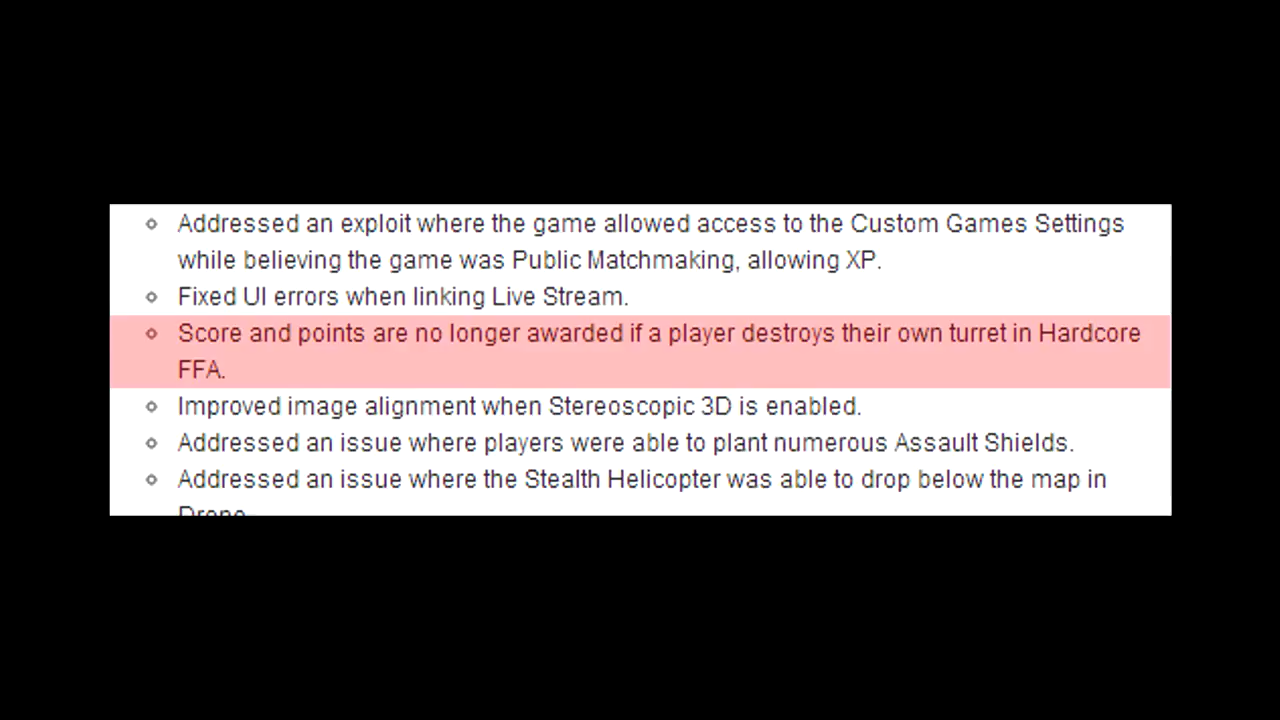 Addressed an exploit where the game allowed access to the Custom Games Settings
while believing the game was Public Matchmaking, allowing XP.
Fixed UI errors when linking Live Stream.
Score and points are no longer awarded if a player destroys their own turret in Hardcore
FFA.
Improved image alignment when Stereoscopic 3D is enabled.
Addressed an issue where players were able to plant numerous Assault Shields.
Addressed an issue where the Stealth Helicopter was able to drop below the map in
Drone.